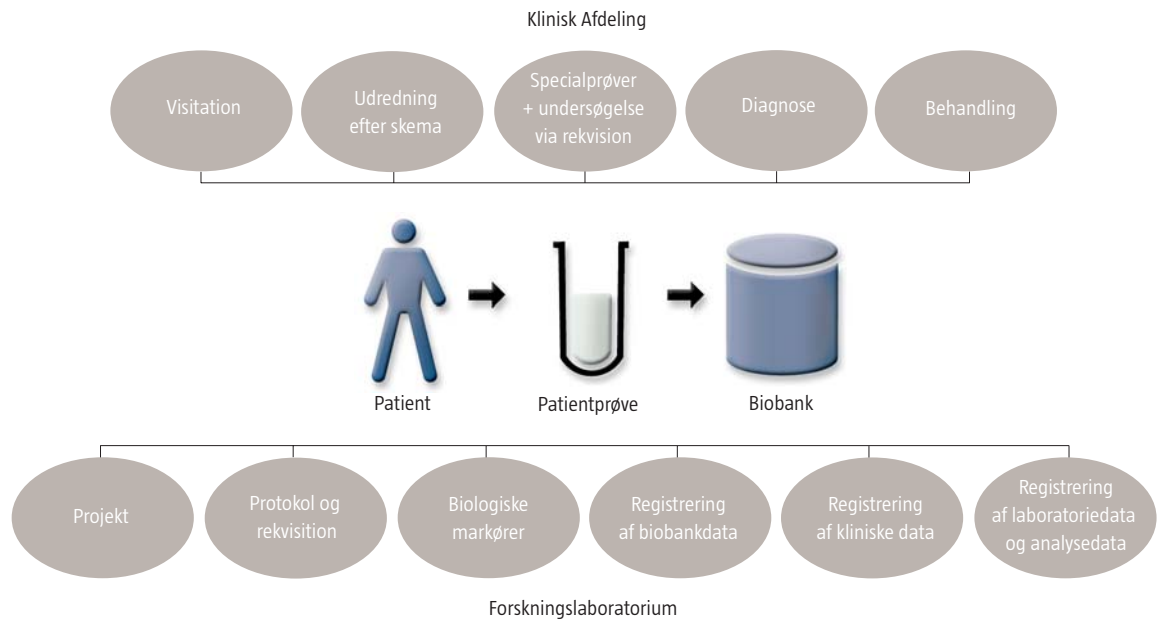 Klinisk Afdeling
Visitation
Udredning
efter skema
Specialprøver
+ undersøgelse
via rekvision
Diagnose
Behandling
Patient
Patientprøve
Biobank
Projekt
Protokol og
rekvisition
Biologiske
markører
Registrering
af biobankdata
Registrering
af kliniske data
Registrering
af laboratoriedata
og analysedata
Forskningslaboratorium